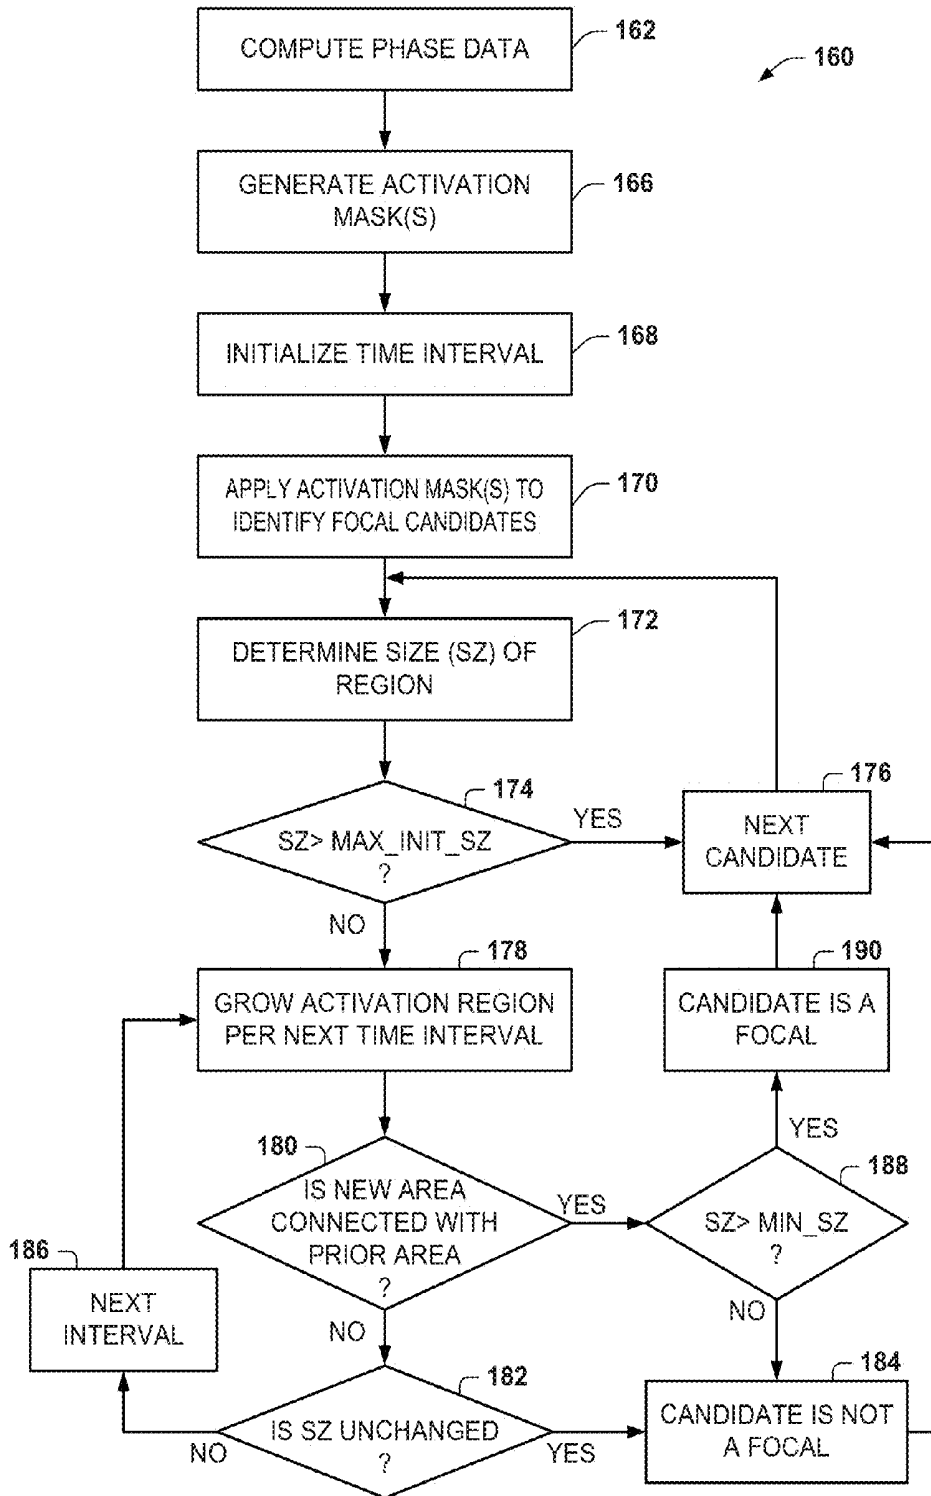 COMPUTE PHASE DATA
162
160
GENERATE ACTIVATION
MASK(S)
166
INITIALIZE TIME INTERVAL
168
APPLY ACTIVATION MASK(S) TO
IDENTIFY FOCAL CANDIDATES
170
DETERMINE SIZE (SZ) OF
REGION
172
SZ> MAX_INIT_SZ
?
174
YES
NO
NEXT
CANDIDATE
176
GROW ACTIVATION REGION
PER NEXT TIME INTERVAL
178
CANDIDATE IS A
FOCAL
190
IS NEW AREA
CONNECTED WITH
PRIOR AREA
?
180
YES
NO
SZ> MIN_SZ
?
188
YES
NO
NEXT
INTERVAL
186
IS SZ UNCHANGED
?
182
NO
YES
CANDIDATE IS NOT
A FOCAL
184